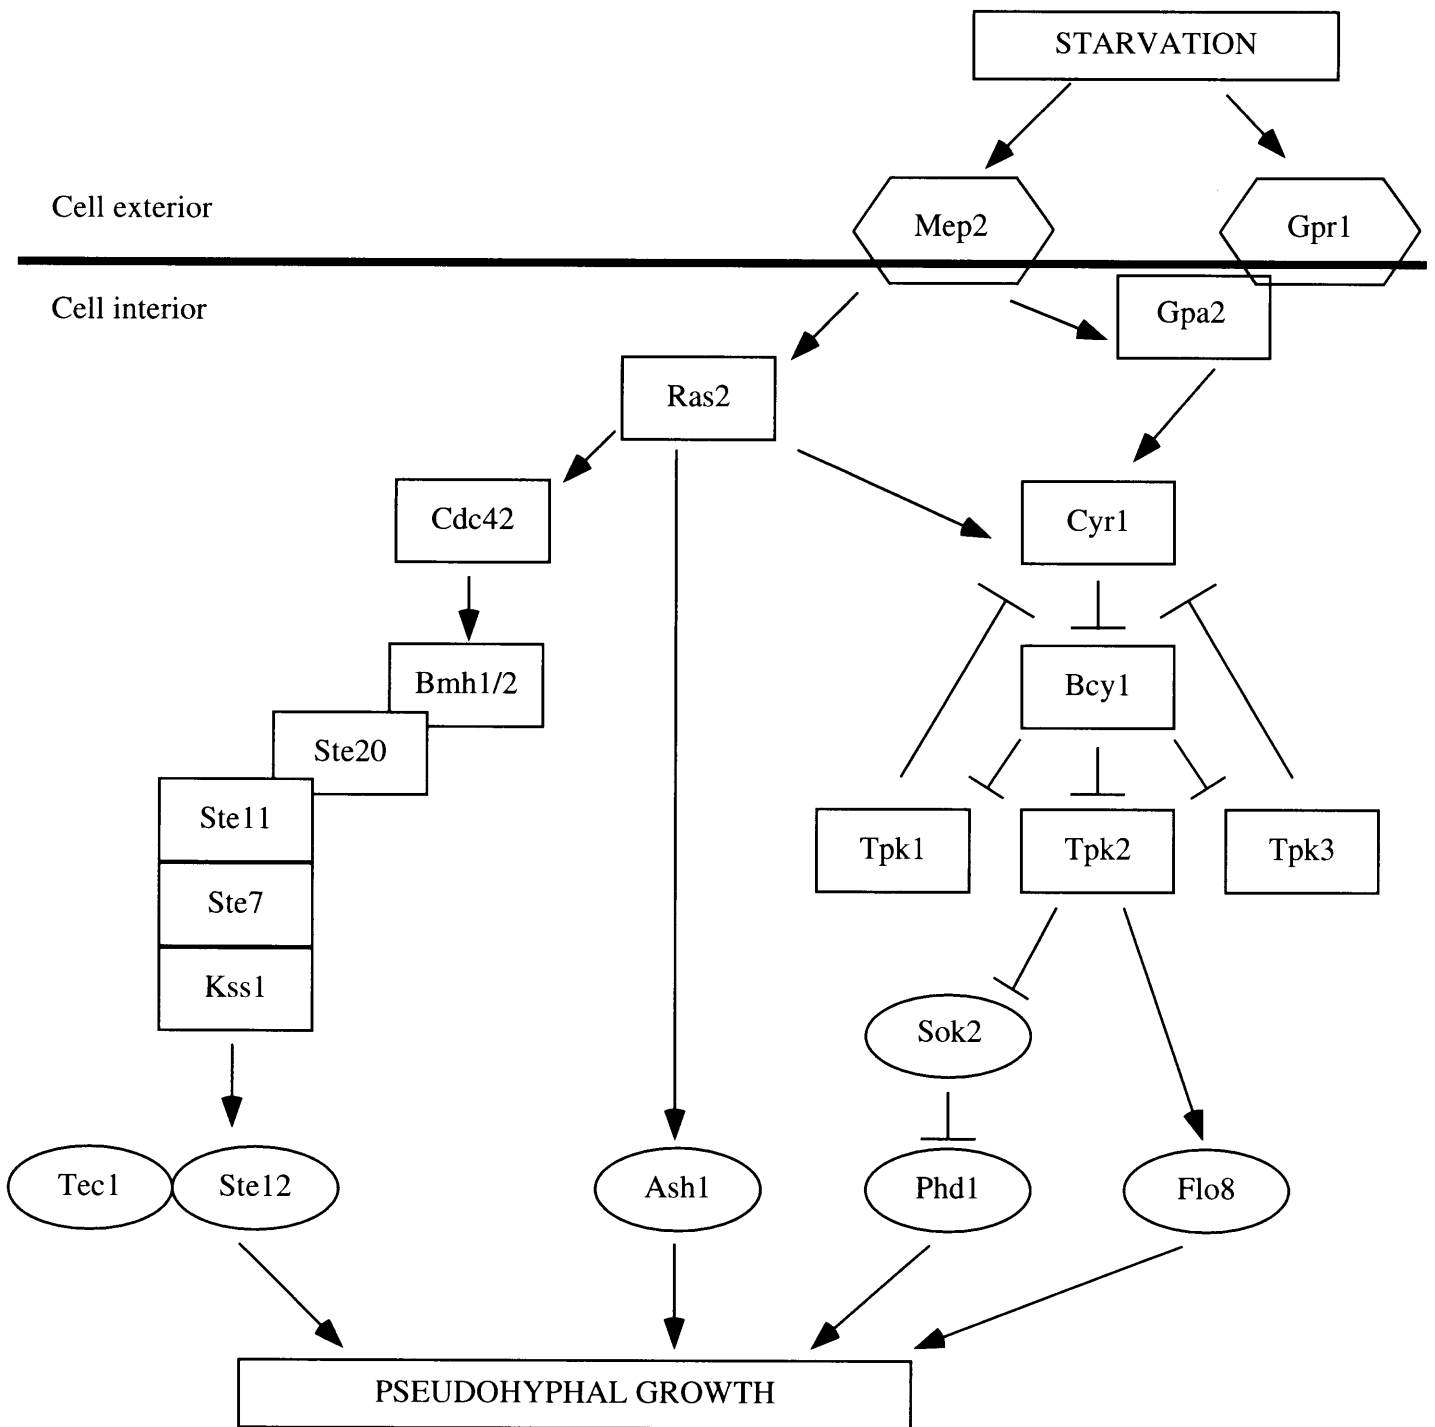 STARVATION
Cell exterior
Mep2
Gpr1
Cell interior
Gpa2
Ras2
Cdc42
Cyr1
Bmh1/2
Bcy1
Ste20
Ste11
Tpk1
Tpk2
Tpk3
Ste7
Kss1
Sok2
Tec1
Ste12
Ash1
Phd1
Flo8
PSEUDOHYPHAL GROWTH